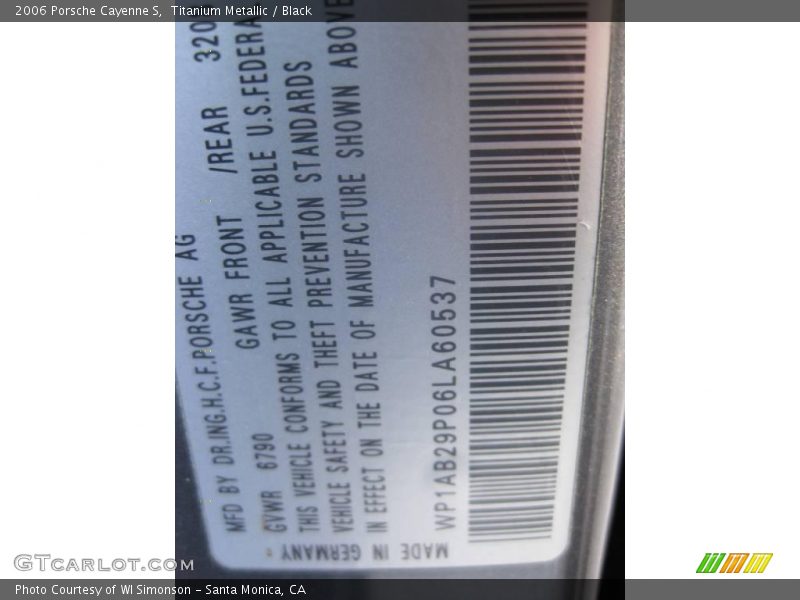 2006 Porsche Cayenne S,  Titanium Metallic / Black
MFD BY DR.ING.H.C.F.PORSCHE AG
GAWR FRONT /REAR 320
GVWR 6790
THIS VEHICLE CONFORMS TO ALL APPLICABLE U.S.FEDERA
VEHICLE SAFETY AND THEFT PREVENTION STANDARDS
IN EFFECT ON THE DATE OF MANUFACTURE SHOWN ABOVE
WP1AB29P06LA60537
MADE IN GERMANY
GTcarlot.com
Photo Courtesy of WI Simonson – Santa Monica, CA